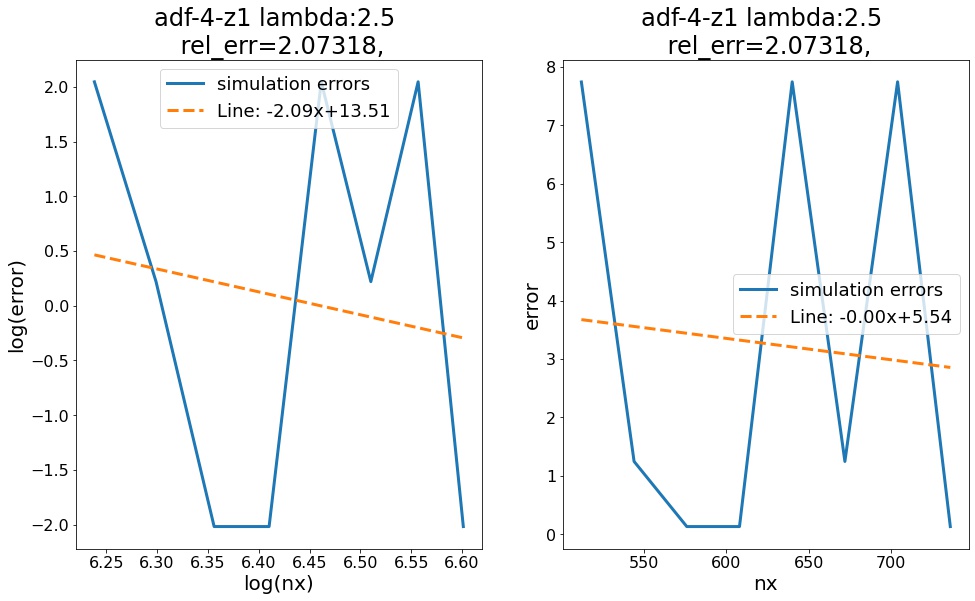 adf-4-z1 lambda:2.5
rel_err=2.07318,
2.0
1.5
1.0
0.5
0.0
−0.5
−1.0
−1.5
−2.0
log(error)
simulation errors
Line: -2.09x+13.51
6.25 6.30 6.35 6.40 6.45 6.50 6.55 6.60
log(nx)
adf-4-z1 lambda:2.5
rel_err=2.07318,
8
7
6
5
4
3
2
1
0
error
simulation errors
Line: -0.00x+5.54
550 600 650 700
nx